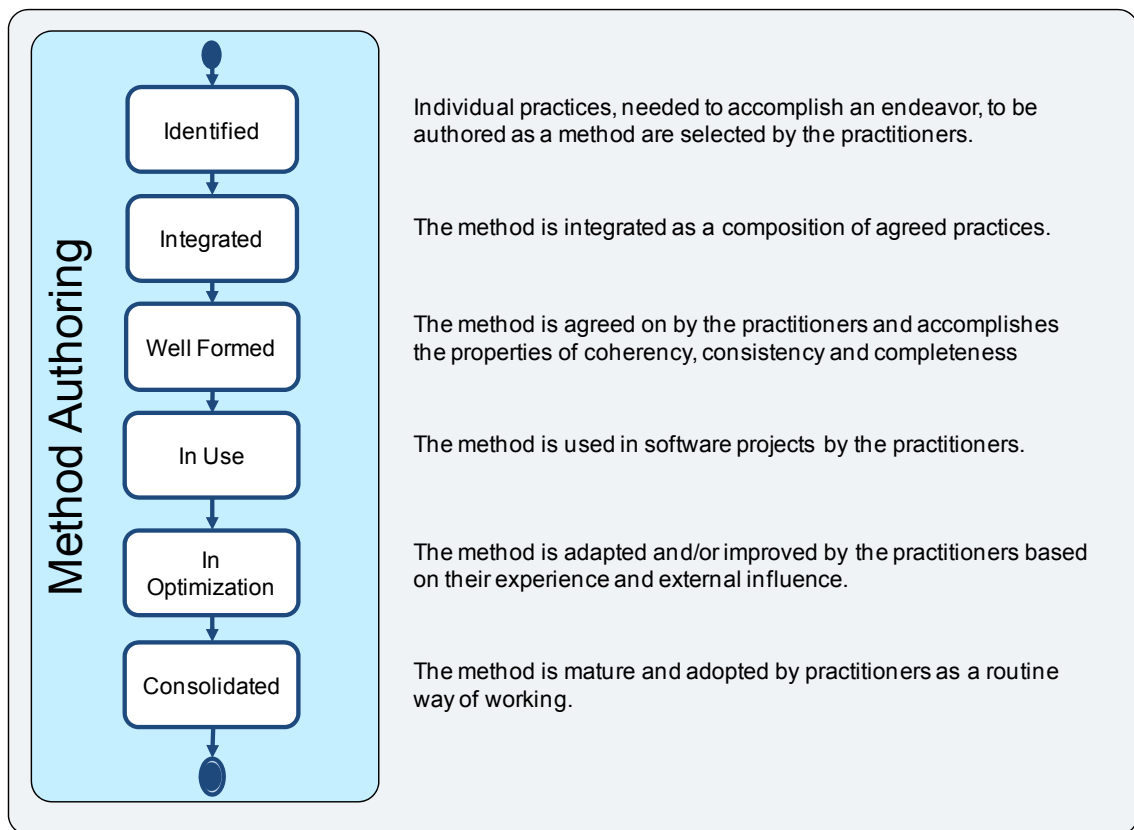 Method Authoring
Identified
Individual practices, needed to accomplish an endeavor, to be
authored as a method are selected by the practitioners.
Integrated
The method is integrated as a composition of agreed practices.
Well Formed
The method is agreed on by the practitioners and accomplishes
the properties of coherency, consistency and completeness
In Use
The method is used in software projects by the practitioners.
In
Optimization
The method is adapted and/or improved by the practitioners based
on their experience and external influence.
Consolidated
The method is mature and adopted by practitioners as a routine
way of working.